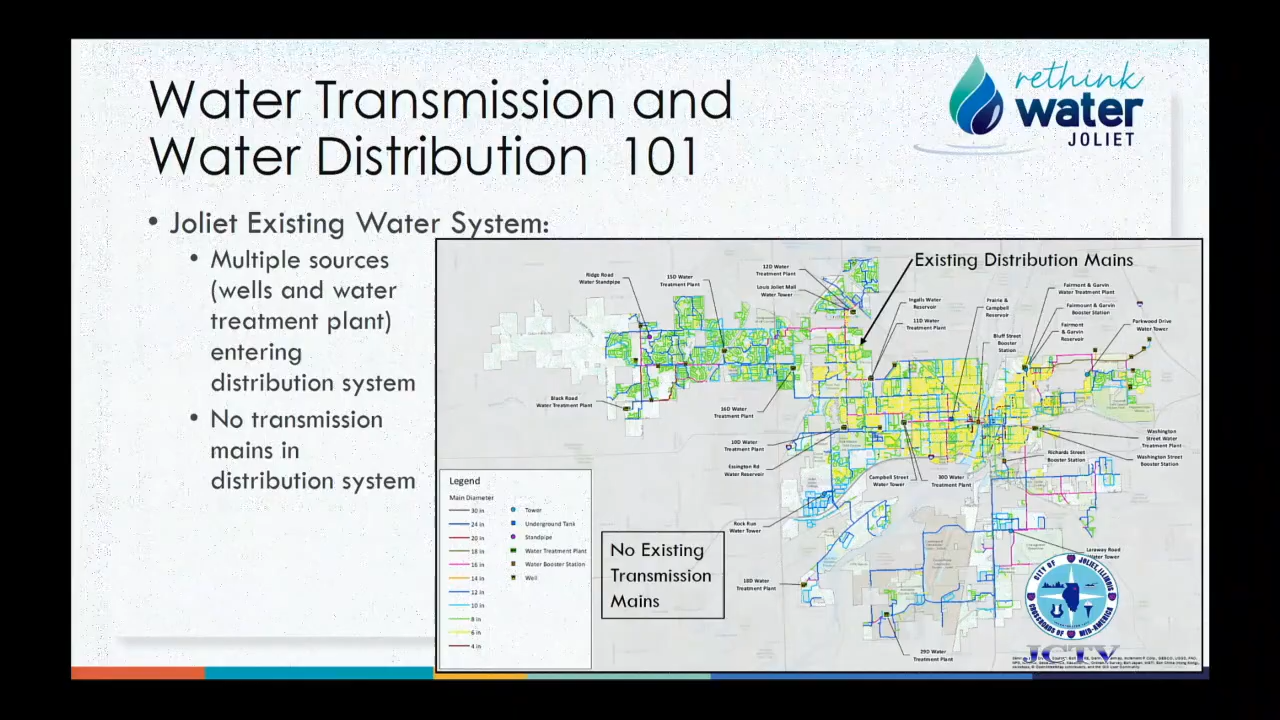 Water Transmission and
Water Distribution 101
rethink
water
JOLIET
• Joliet Existing Water System:
• Multiple sources
(wells and water
treatment plant)
entering
distribution system
• No transmission
mains in
distribution system
Existing Distribution Mains
12D Water
Treatment Plant
Ridge Road
Water Standpipe
15D Water
Treatment Plant
Louis Joliet Mall
Water Tower
Ingalls Water
Reservoir
11D Water
Treatment Plant
Prairie &
Campbell
Reservoir
Fairmont & Garvin
Water Treatment Plant
Fairmount & Garvin
Booster Station
Fairmont
& Garvin
Reservoir
Parkwood Drive
Water Tower
Bluff Street
Booster
Station
Black Road
Water Treatment Plant
16D Water
Treatment Plant
10D Water
Treatment Plant
Essington Rd
Water Reservoir
Campbell Street
Water Tower
30D Water
Treatment Plant
Richards Street
Booster Station
Washington
Street Water
Treatment Plant
Washington Street
Booster Station
Rock Run
Water Tower
Laraway Road
Water Tower
18D Water
Treatment Plant
29D Water
Treatment Plant
Legend
Main Diameter
30 in
24 in
20 in
18 in
16 in
14 in
12 in
10 in
8 in
6 in
4 in
Tower
Underground Tank
Standpipe
Water Treatment Plant
Water Booster Station
Well
No Existing
Transmission
Mains
CITY OF JOLIET, ILLINOIS
CROSSROADS OF MID-AMERICA
JCTV